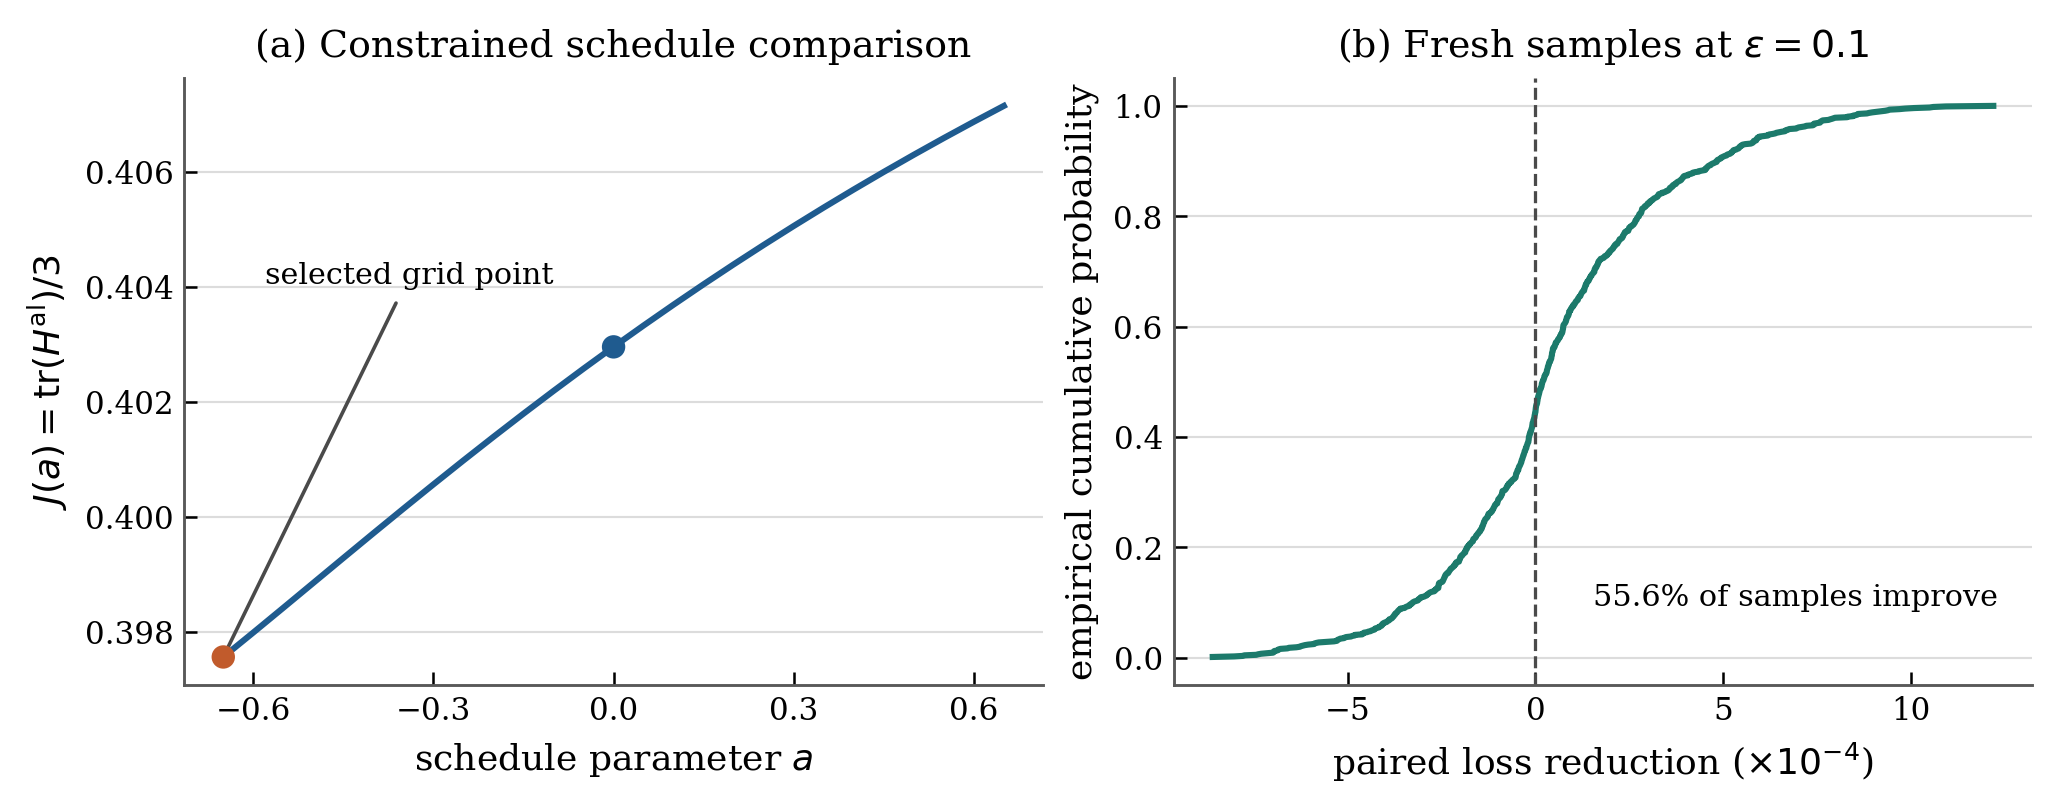 (a) Constrained schedule comparison
J(a) = tr(H^al)/3
0.406
0.404
0.402
0.400
0.398
selected grid point
−0.6
−0.3
0.0
0.3
0.6
schedule parameter a
(b) Fresh samples at ε = 0.1
empirical cumulative probability
1.0
0.8
0.6
0.4
0.2
0.0
55.6% of samples improve
−5
0
5
10
paired loss reduction (×10⁻⁴)